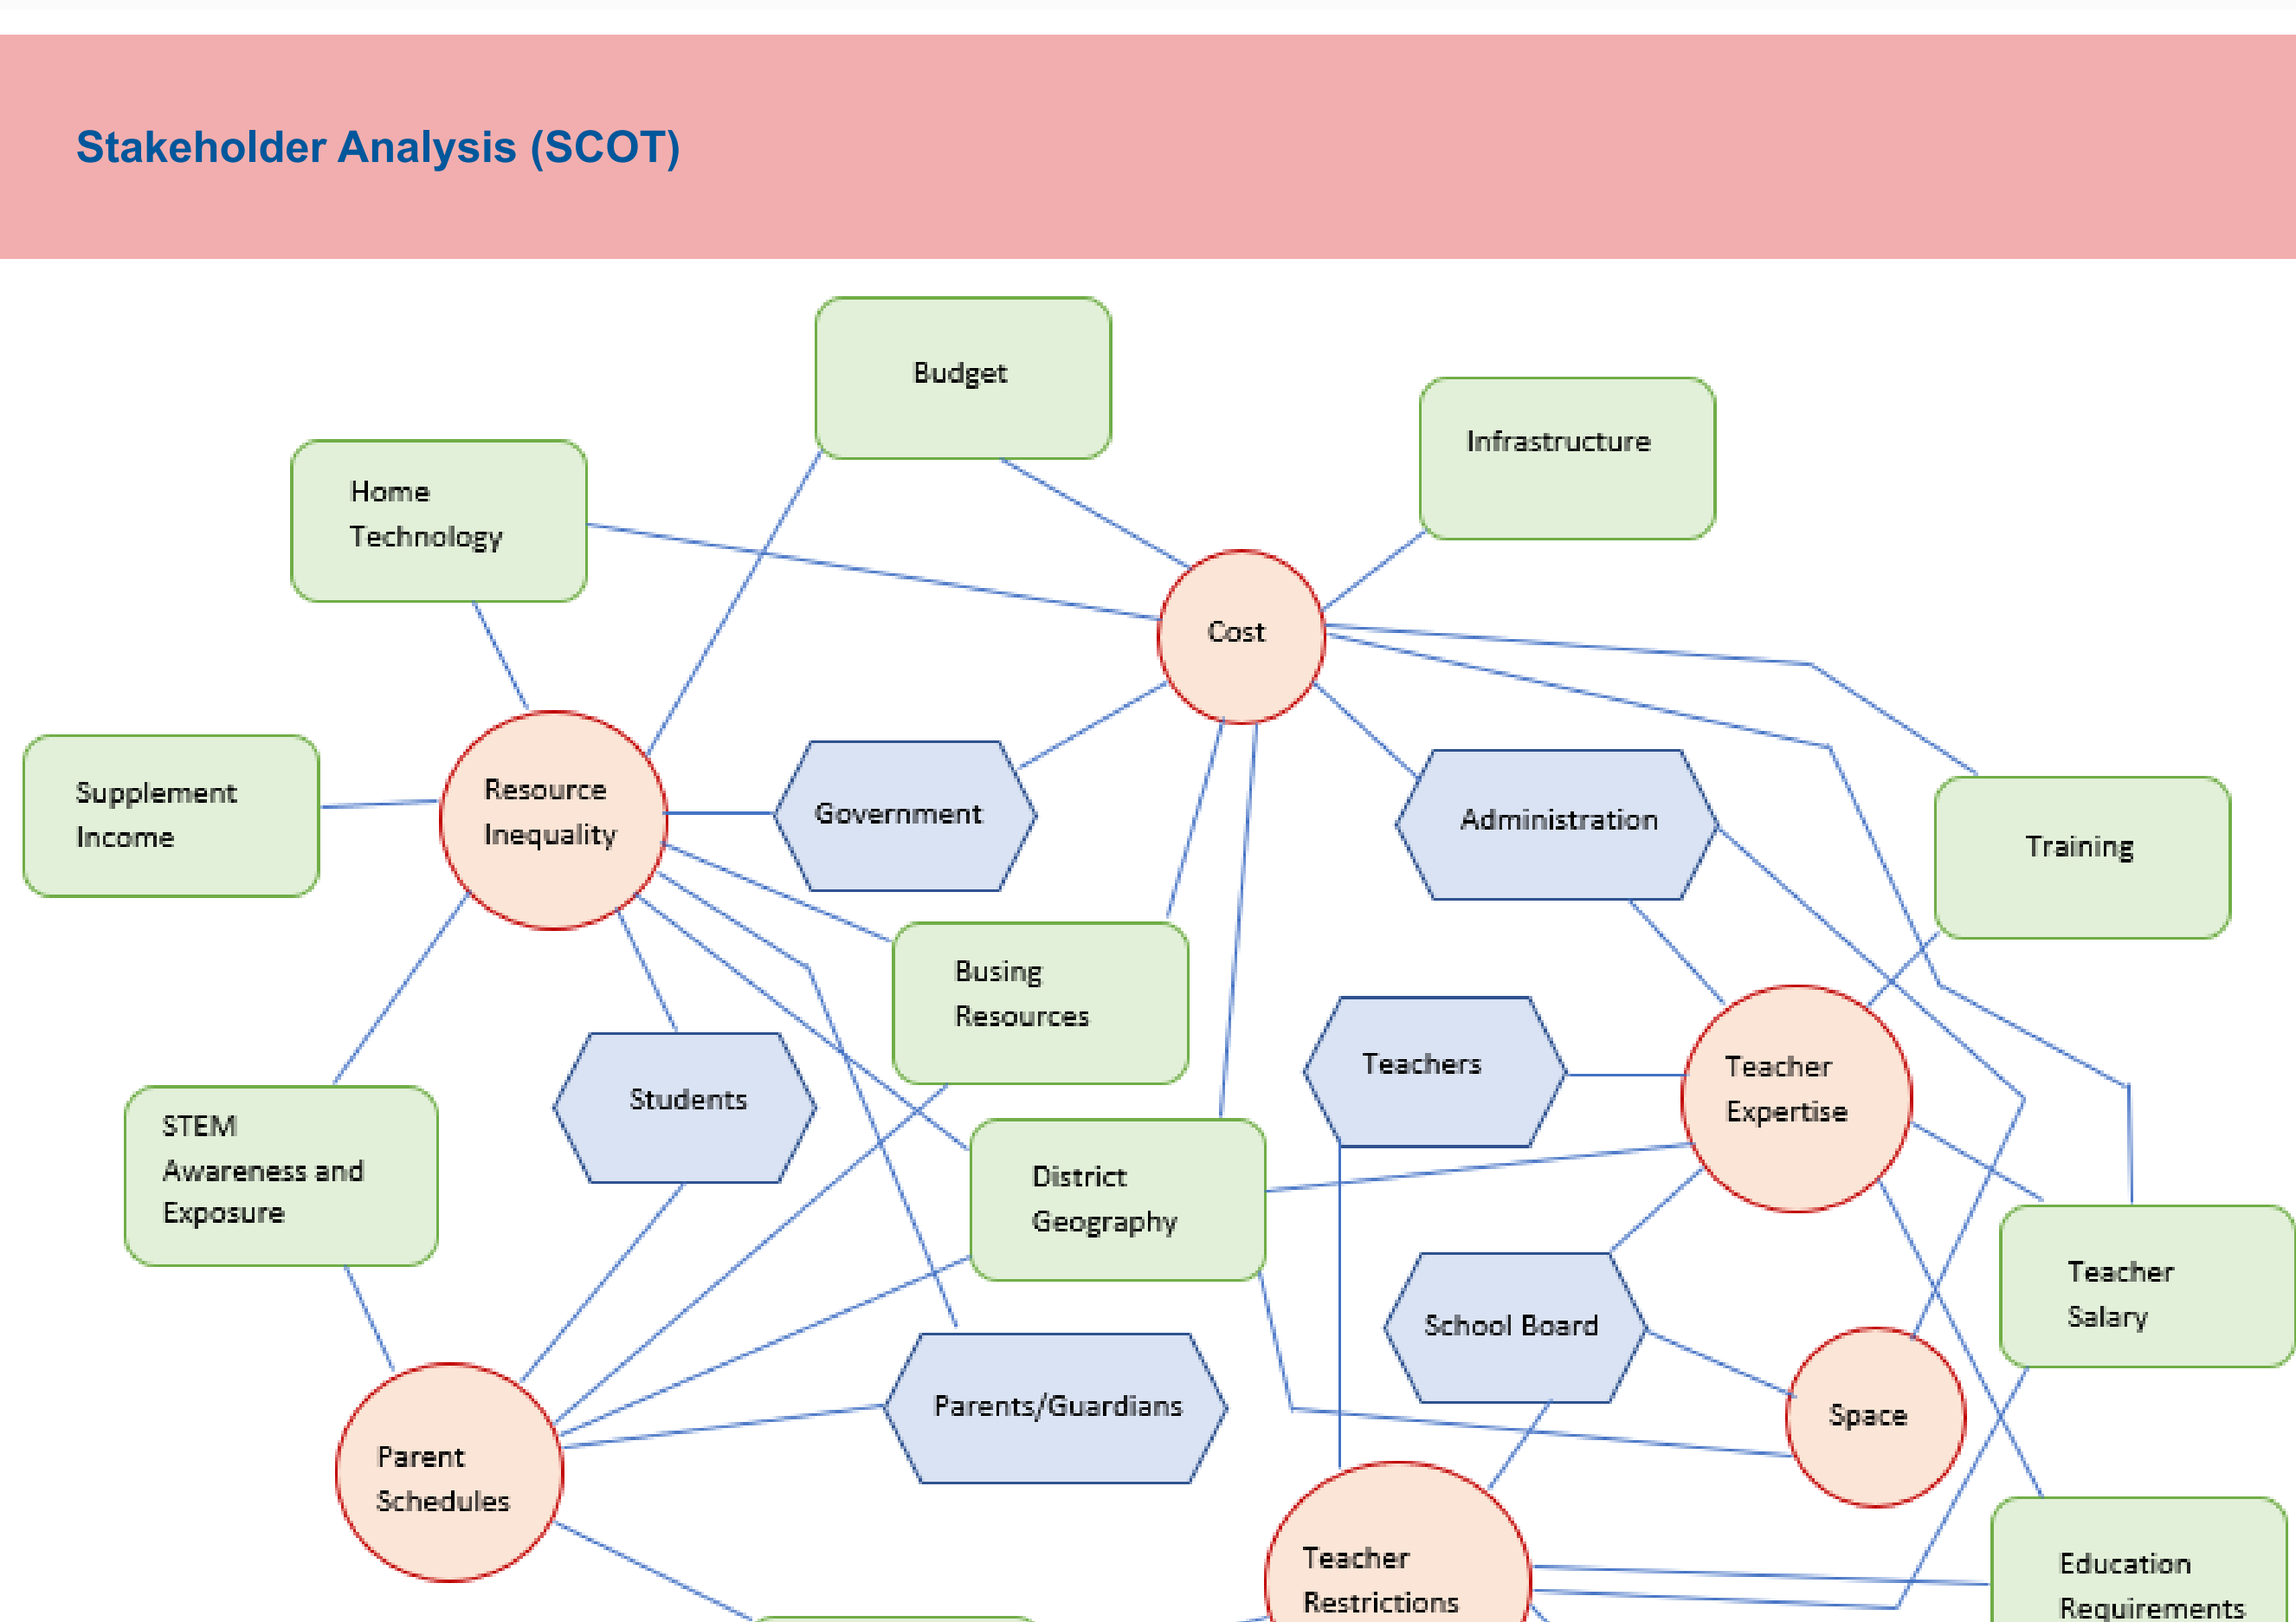 Stakeholder Analysis (SCOT)
Budget
Infrastructure
Home
Technology
Cost
Supplement
Income
Resource
Inequality
Government
Administration
Training
Busing
Resources
Students
Teachers
Teacher
Expertise
STEM
Awareness and
Exposure
District
Geography
Teacher
Salary
School Board
Parents/Guardians
Space
Parent
Schedules
Teacher
Restrictions
Education
Requirements